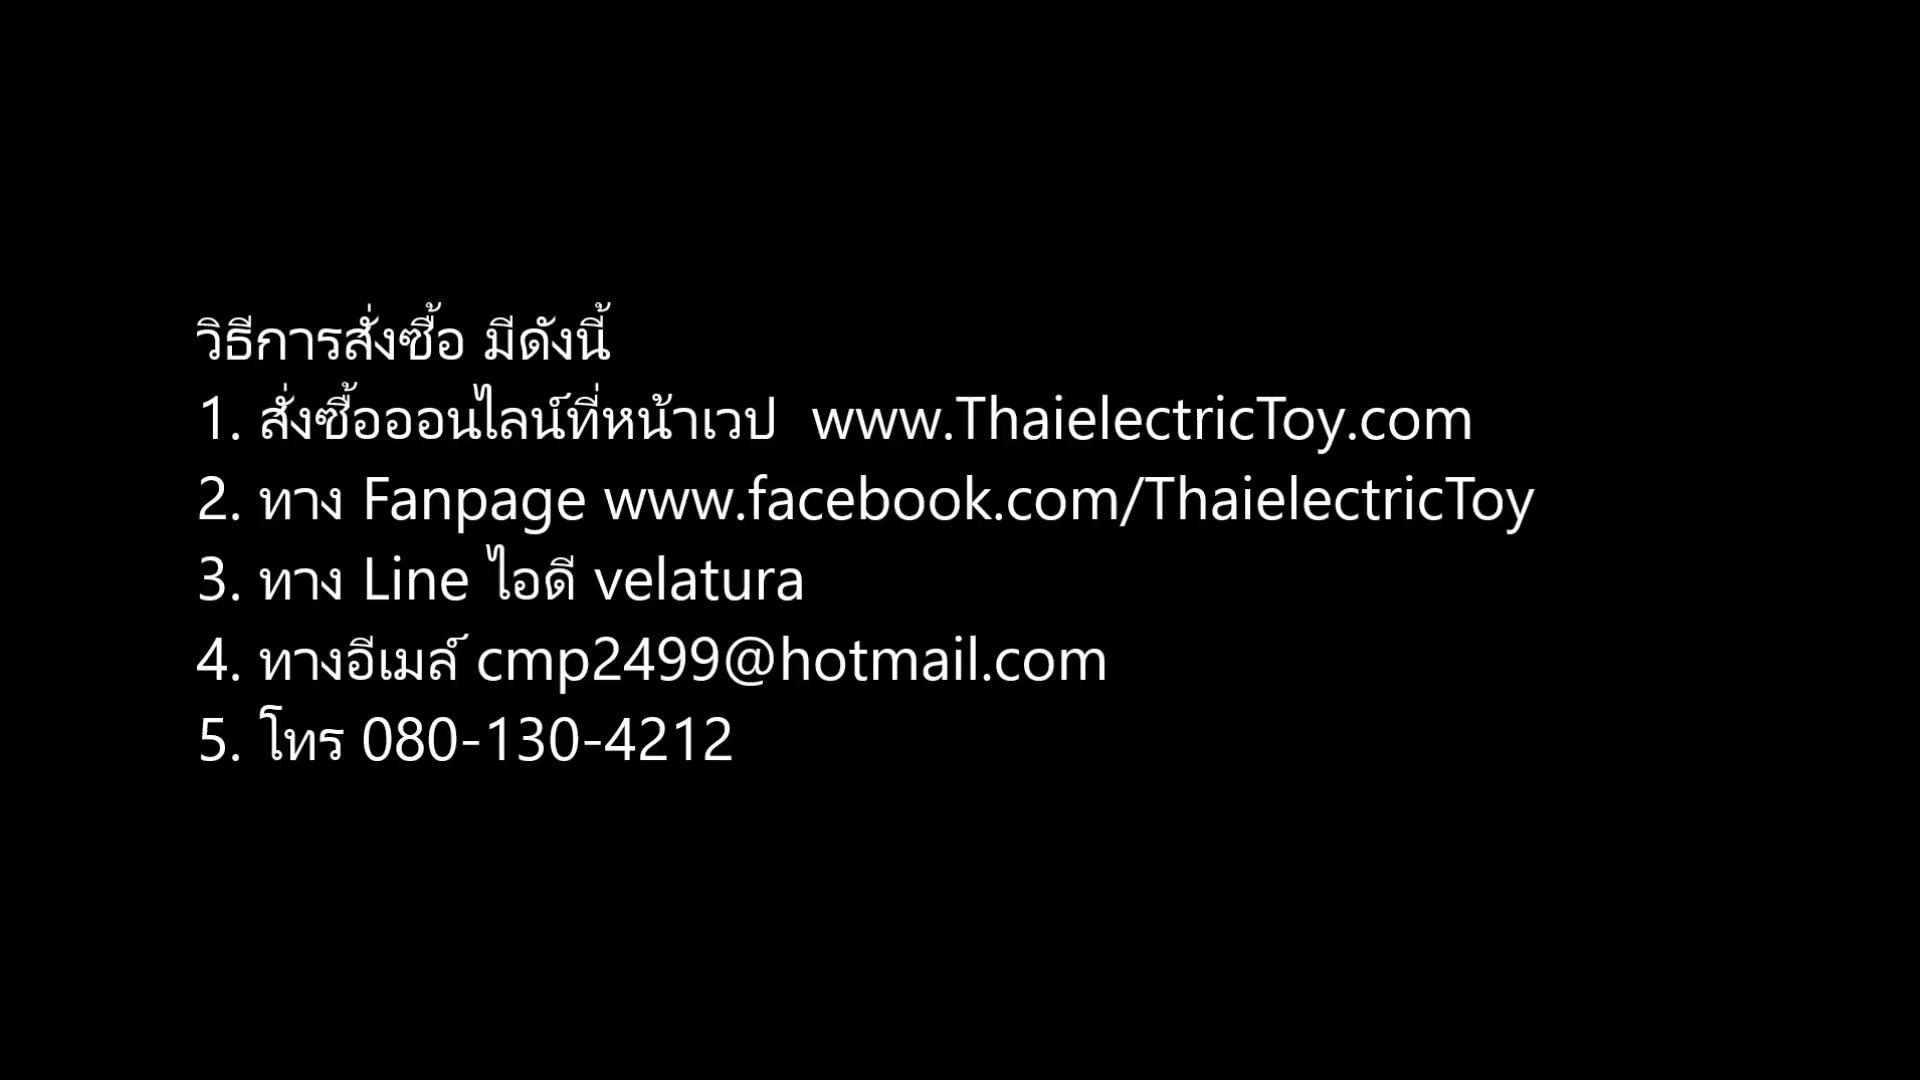 วิธีการสั่งซื้อ มีดังนี้
1. สั่งซื้อออนไลน์ที่หน้าเวป  www.ThaielectricToy.com
2. ทาง Fanpage www.facebook.com/ThaielectricToy
3. ทาง Line ไอดี velatura
4. ทางอีเมล์ cmp2499@hotmail.com
5. โทร 080-130-4212